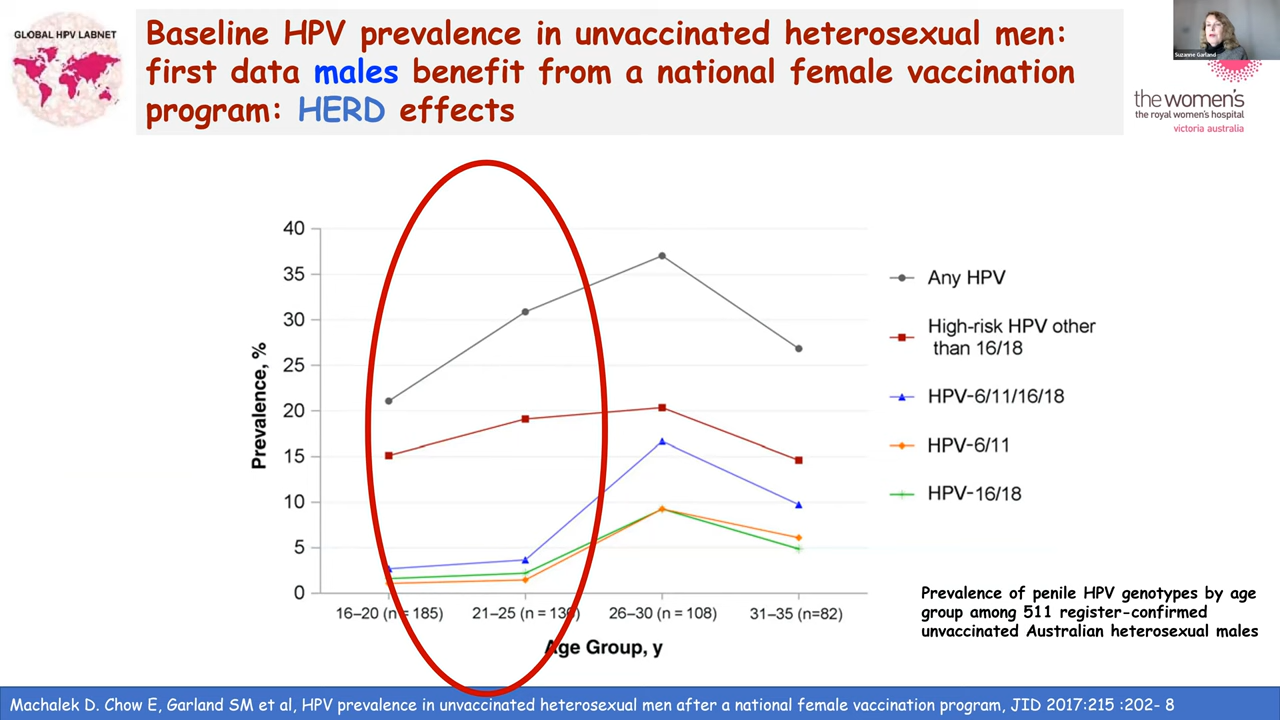 GLOBAL HPV LABNET
Baseline HPV prevalence in unvaccinated heterosexual men:
first data males benefit from a national female vaccination
program: HERD effects
Suzanne Garland
the women's
the royal women's hospital
victoria australia
40
35
30
25
20
15
10
5
0
Prevalence, %
16–20 (n = 185)
21–25 (n = 136)
26–30 (n = 108)
31–35 (n=82)
Age Group, y
Any HPV
High-risk HPV other
than 16/18
HPV-6/11/16/18
HPV-6/11
HPV-16/18
Prevalence of penile HPV genotypes by age
group among 511 register-confirmed
unvaccinated Australian heterosexual males
Machalek D. Chow E, Garland SM et al, HPV prevalence in unvaccinated heterosexual men after a national female vaccination program, JID 2017:215 :202- 8